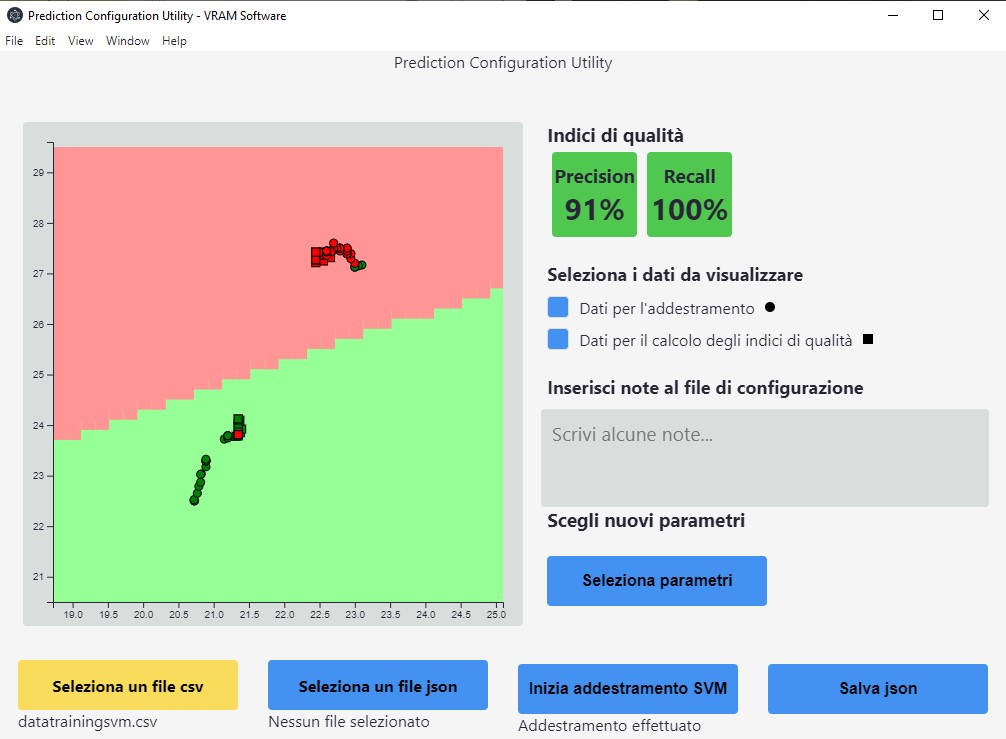 Prediction Configuration Utility - VRAM Software
File Edit View Window Help
Prediction Configuration Utility
29
28
27
26
25
24
23
22
21
19.0 19.5 20.0 20.5 21.0 21.5 22.0 22.5 23.0 23.5 24.0 24.5 25.0
Indici di qualità
Precision Recall
91% 100%
Seleziona i dati da visualizzare
Dati per l'addestramento
Dati per il calcolo degli indici di qualità
Inserisci note al file di configurazione
Scrivi alcune note...
Scegli nuovi parametri
Seleziona parametri
Seleziona un file csv
datatrainingsvm.csv
Seleziona un file json
Nessun file selezionato
Inizia addestramento SVM
Addestramento effettuato
Salva json